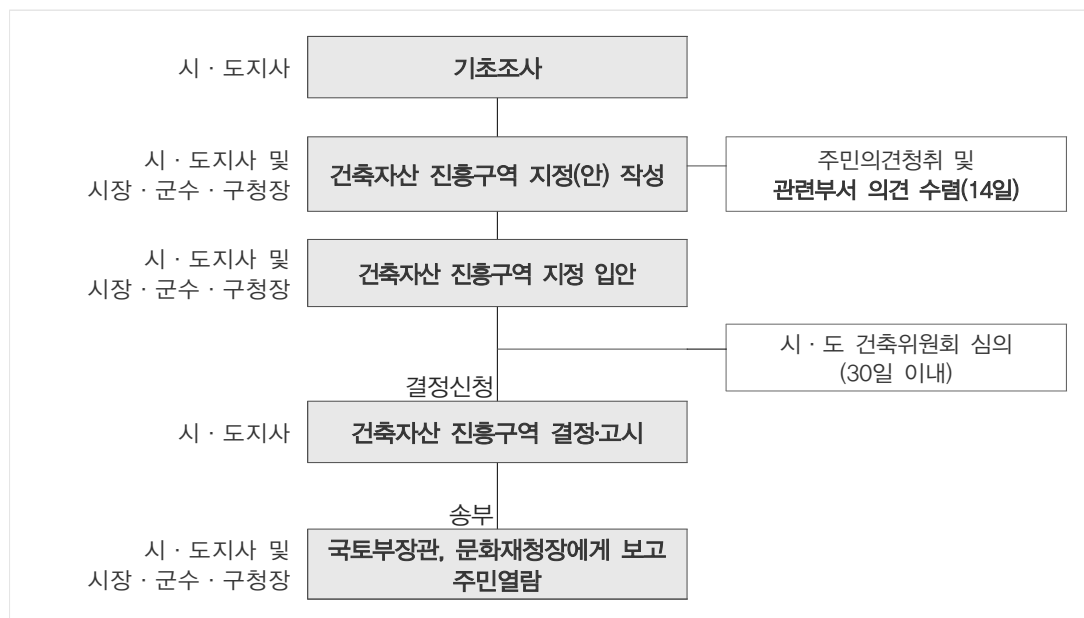 시 · 도지사
기초조사
시 · 도지사 및
시장 · 군수 · 구청장
건축자산 진흥구역 지정(안) 작성
주민의견청취 및
관련부서 의견 수렴(14일)
시 · 도지사 및
시장 · 군수 · 구청장
건축자산 진흥구역 지정 입안
시 · 도 건축위원회 심의
(30일 이내)
결정신청
시 · 도지사
건축자산 진흥구역 결정·고시
송부
시 · 도지사 및
시장 · 군수 · 구청장
국토부장관, 문화재청장에게 보고
주민열람